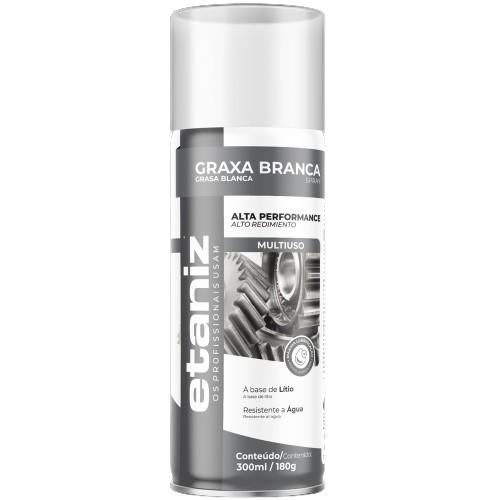 GRAXA BRANCA
GRASA BLANCA
SPRAY
ALTA PERFORMANCE
ALTO REDIMIENTO
MULTIUSO
etaniz
OS PROFISSIONAIS USAM
À base de Lítio
A base de litio
Resistente a Água
Resistente al agua
Conteúdo/Contenido:
300ml / 180g